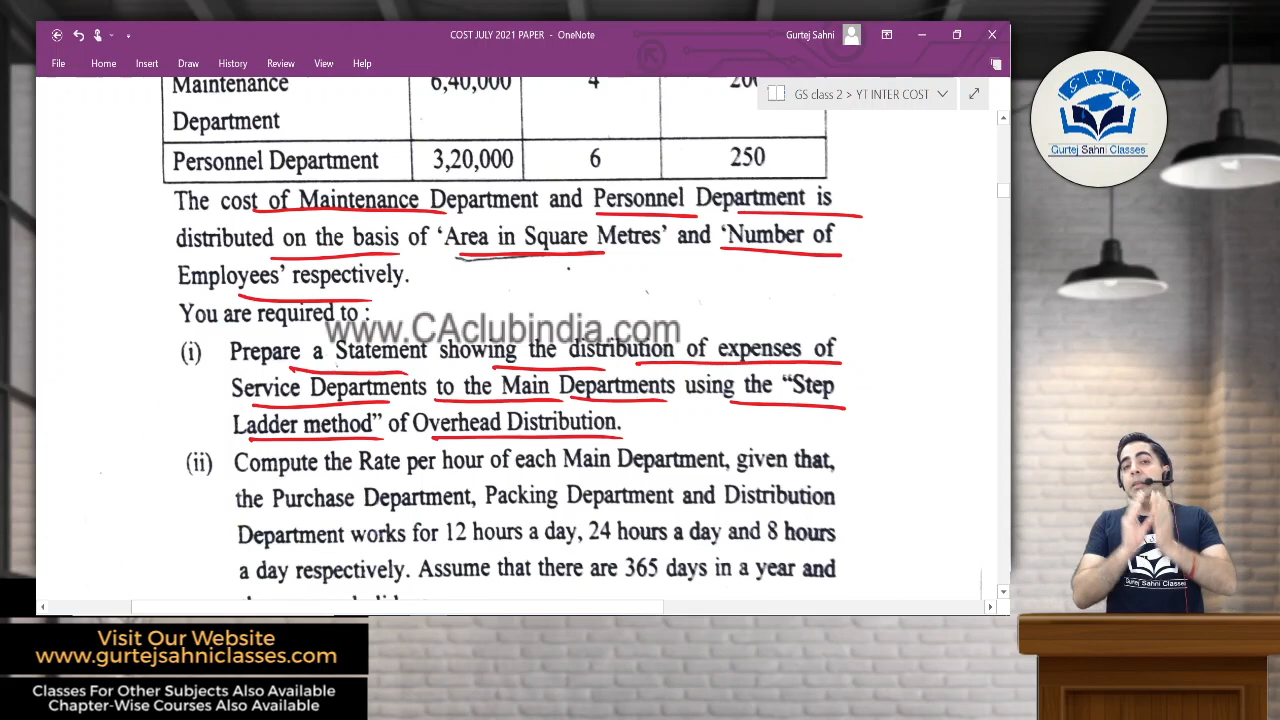 COST JULY 2021 PAPER - OneNote
Gurtej Sahni
File Home Insert Draw History Review View Help
GS class 2 > YT INTER COST
Maintenance 6,40,000 4
Department
Personnel Department 3,20,000 6 250
The cost of Maintenance Department and Personnel Department is
distributed on the basis of ‘Area in Square Metres’ and ‘Number of
Employees’ respectively.
You are required to :
www.CAclubindia.com
(i) Prepare a Statement showing the distribution of expenses of
Service Departments to the Main Departments using the “Step
Ladder method” of Overhead Distribution.
(ii) Compute the Rate per hour of each Main Department, given that,
the Purchase Department, Packing Department and Distribution
Department works for 12 hours a day, 24 hours a day and 8 hours
a day respectively. Assume that there are 365 days in a year and
GSC
Gurtej Sahni Classes
Gurtej Sahni Classes
Visit Our Website
www.gurtejsahniclasses.com
Classes For Other Subjects Also Available
Chapter-Wise Courses Also Available